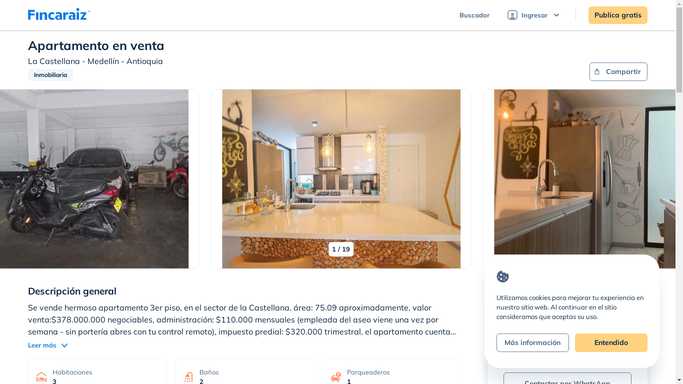 Fincaraiz
Buscador
Ingresar
Publica gratis
Apartamento en venta
La Castellana - Medellín - Antioquia
Inmobiliaria
Compartir
1 / 19
Descripción general
Se vende hermoso apartamento 3er piso, en el sector de la Castellana, área: 75.09 aproximadamente, valor
venta:$378.000.000 negociables, administración: $110.000 mensuales (empleada del aseo viene una vez por
semana - sin portería abres con tu control remoto), impuesto predial: $320.000 trimestral, el apartamento cuenta...
Leer más
Habitaciones
3
Baños
2
Parqueaderos
1
Utilizamos cookies para mejorar tu experiencia en
nuestro sitio web. Al continuar en el sitio
consideramos que aceptas su uso.
Más información
Entendido
Contactar por WhatsApp